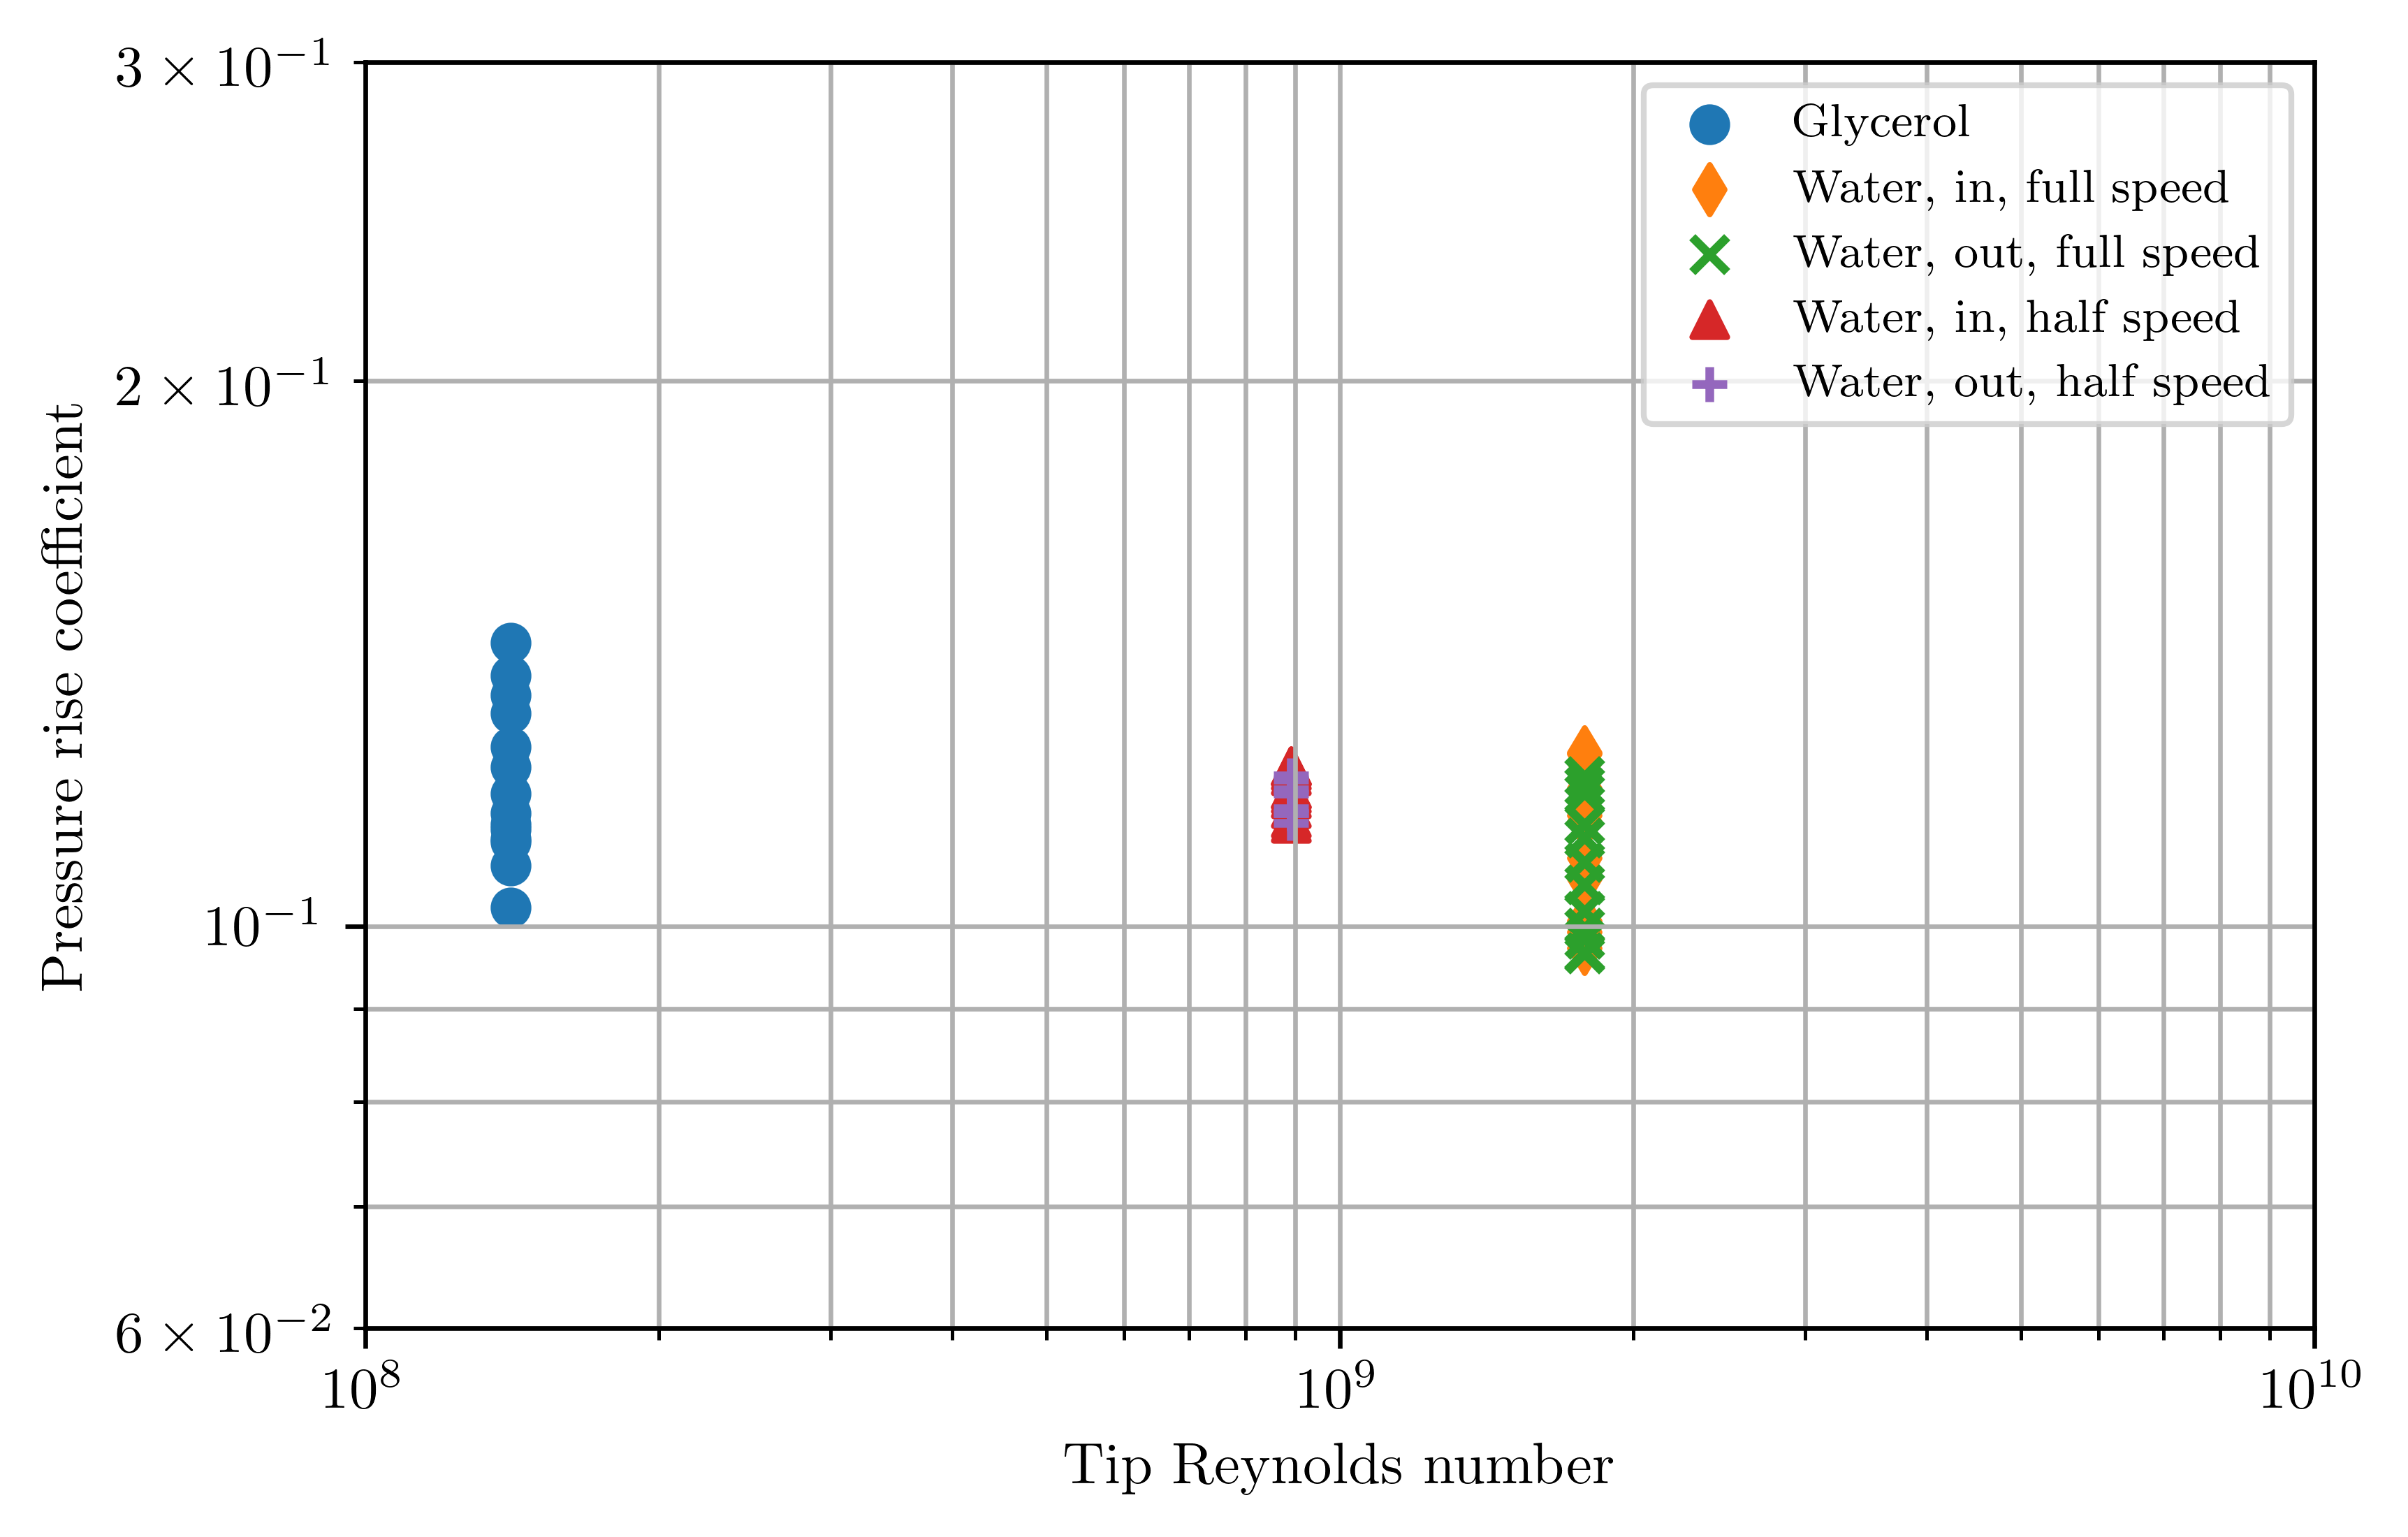 3 × 10⁻¹
2 × 10⁻¹
10⁻¹
6 × 10⁻²
Pressure rise coefficient
Glycerol
Water, in, full speed
Water, out, full speed
Water, in, half speed
Water, out, half speed
10⁸
10⁹
10¹⁰
Tip Reynolds number